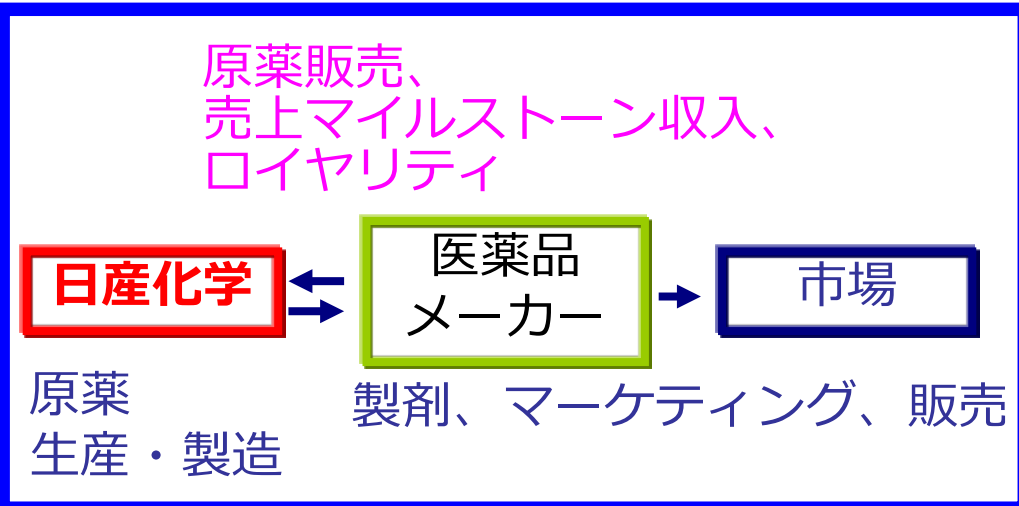 原薬販売、
売上マイルストーン収入、
ロイヤリティ
日産化学
医薬品
メーカー
市場
原薬
生産・製造
製剤、マーケティング、販売